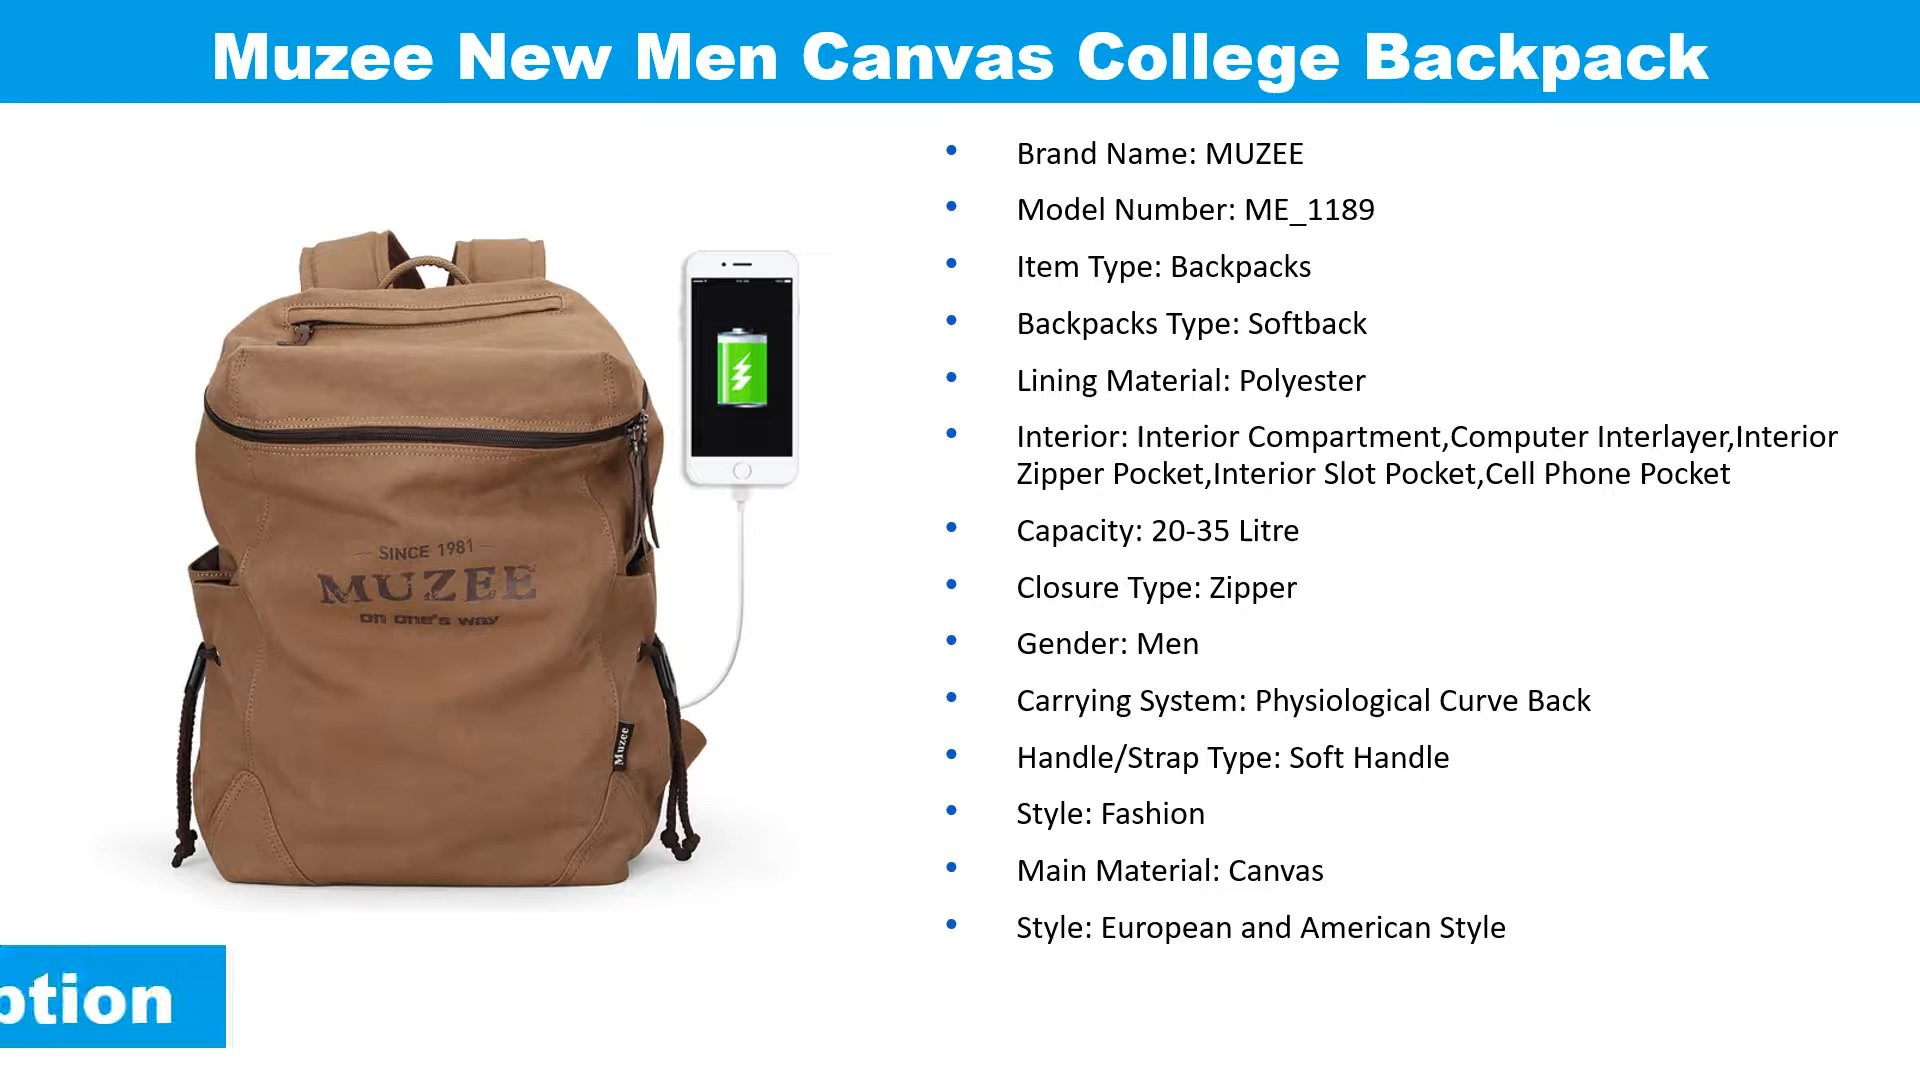 Muzee New Men Canvas College Backpack
• Brand Name: MUZEE
• Model Number: ME_1189
• Item Type: Backpacks
• Backpacks Type: Softback
• Lining Material: Polyester
• Interior: Interior Compartment,Computer Interlayer,Interior
Zipper Pocket,Interior Slot Pocket,Cell Phone Pocket
• Capacity: 20-35 Litre
• Closure Type: Zipper
• Gender: Men
• Carrying System: Physiological Curve Back
• Handle/Strap Type: Soft Handle
• Style: Fashion
• Main Material: Canvas
• Style: European and American Style
SINCE 1981
MUZEE
on one's way
Muzee
ption